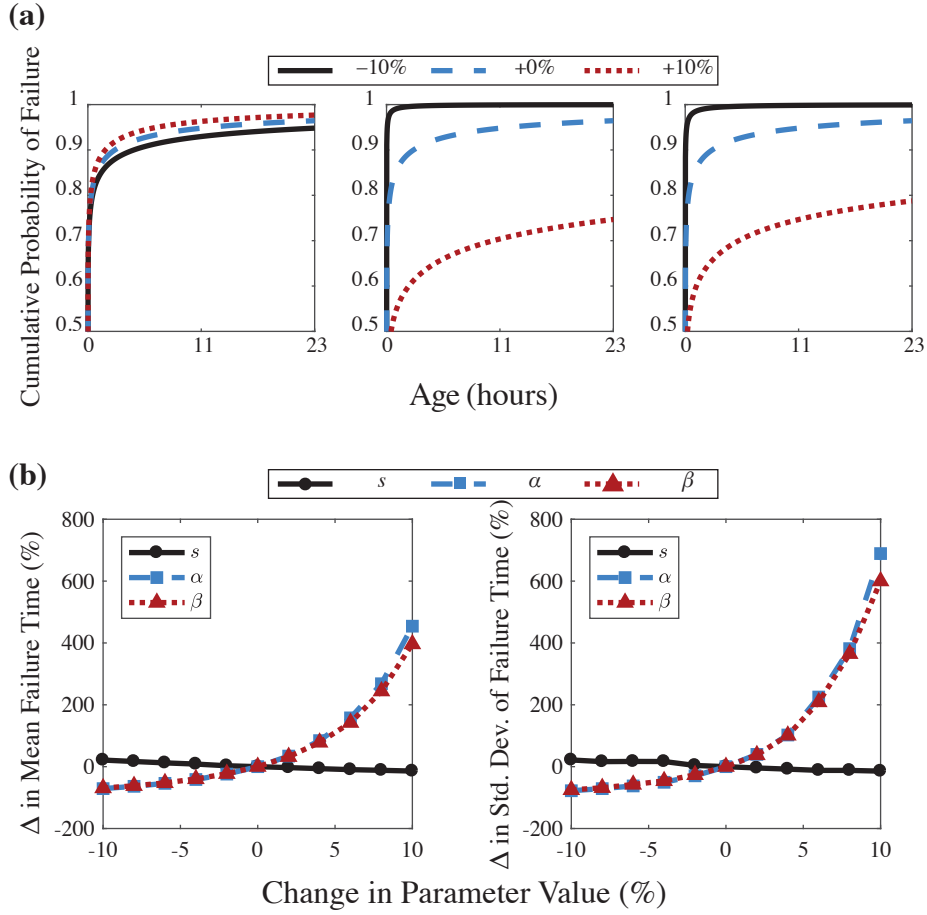 (a)
Cumulative Probability of Failure
−10% +0% +10%
1
0.9
0.8
0.7
0.6
0.5
0 11 23
1
0.9
0.8
0.7
0.6
0.5
0 11 23
1
0.9
0.8
0.7
0.6
0.5
0 11 23
Age (hours)
(b)
s α β
Δ in Mean Failure Time (%)
800
600
400
200
0
-200
-10 -5 0 5 10
s
α
β
Δ in Std. Dev. of Failure Time (%)
800
600
400
200
0
-200
-10 -5 0 5 10
s
α
β
Change in Parameter Value (%)